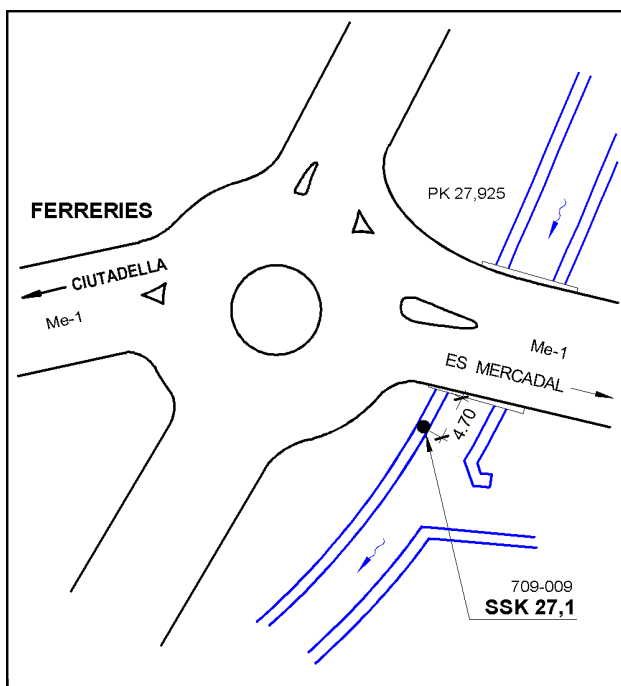 PK 27,925
FERRERIES
CIUTADELLA
Me-1
Me-1
ES MERCADAL
4.70
709-009
SSK 27,1